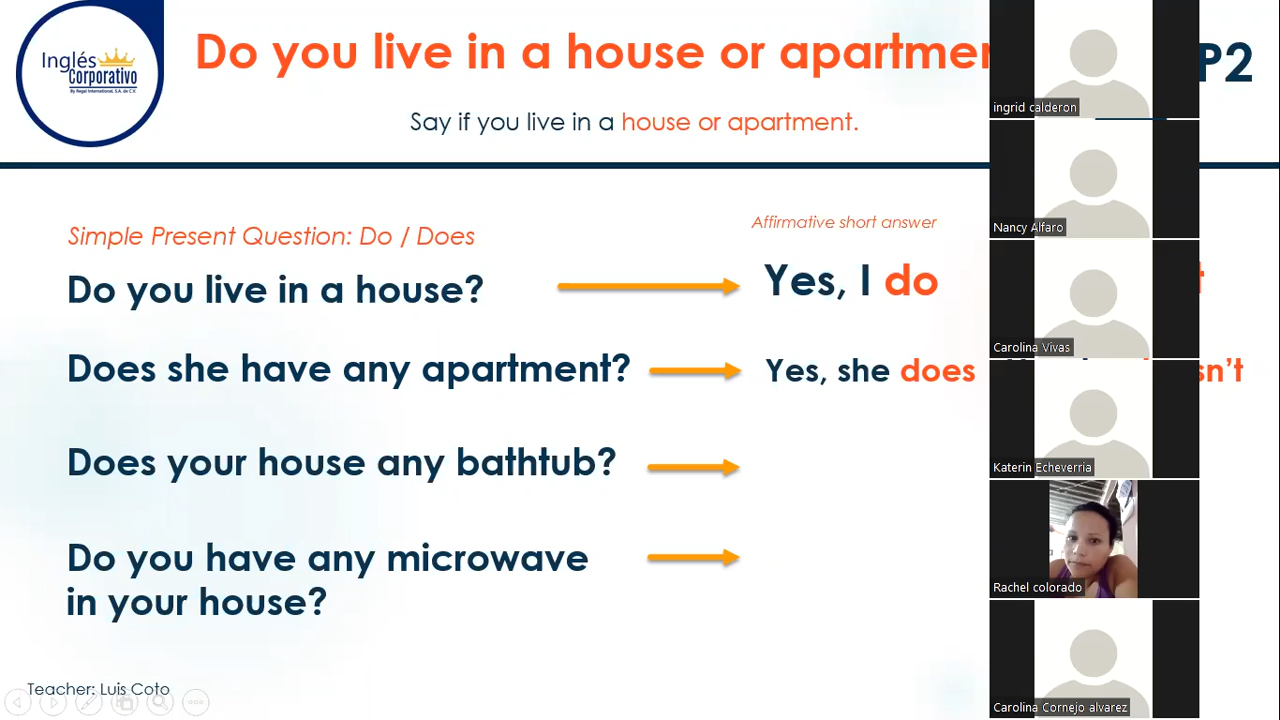 Inglés
Corporativo
By Regal International, S.A. de C.V.
Do you live in a house or apartmen
P2
Say if you live in a house or apartment.
Simple Present Question: Do / Does
Affirmative short answer
Do you live in a house?
Yes, I do
t
Does she have any apartment?
Yes, she does
sn't
Does your house any bathtub?
Do you have any microwave
in your house?
Teacher: Luis Coto
ingrid calderon
Nancy Alfaro
Carolina Vivas
Katerin Echeverria
Rachel colorado
Carolina Cornejo alvarez